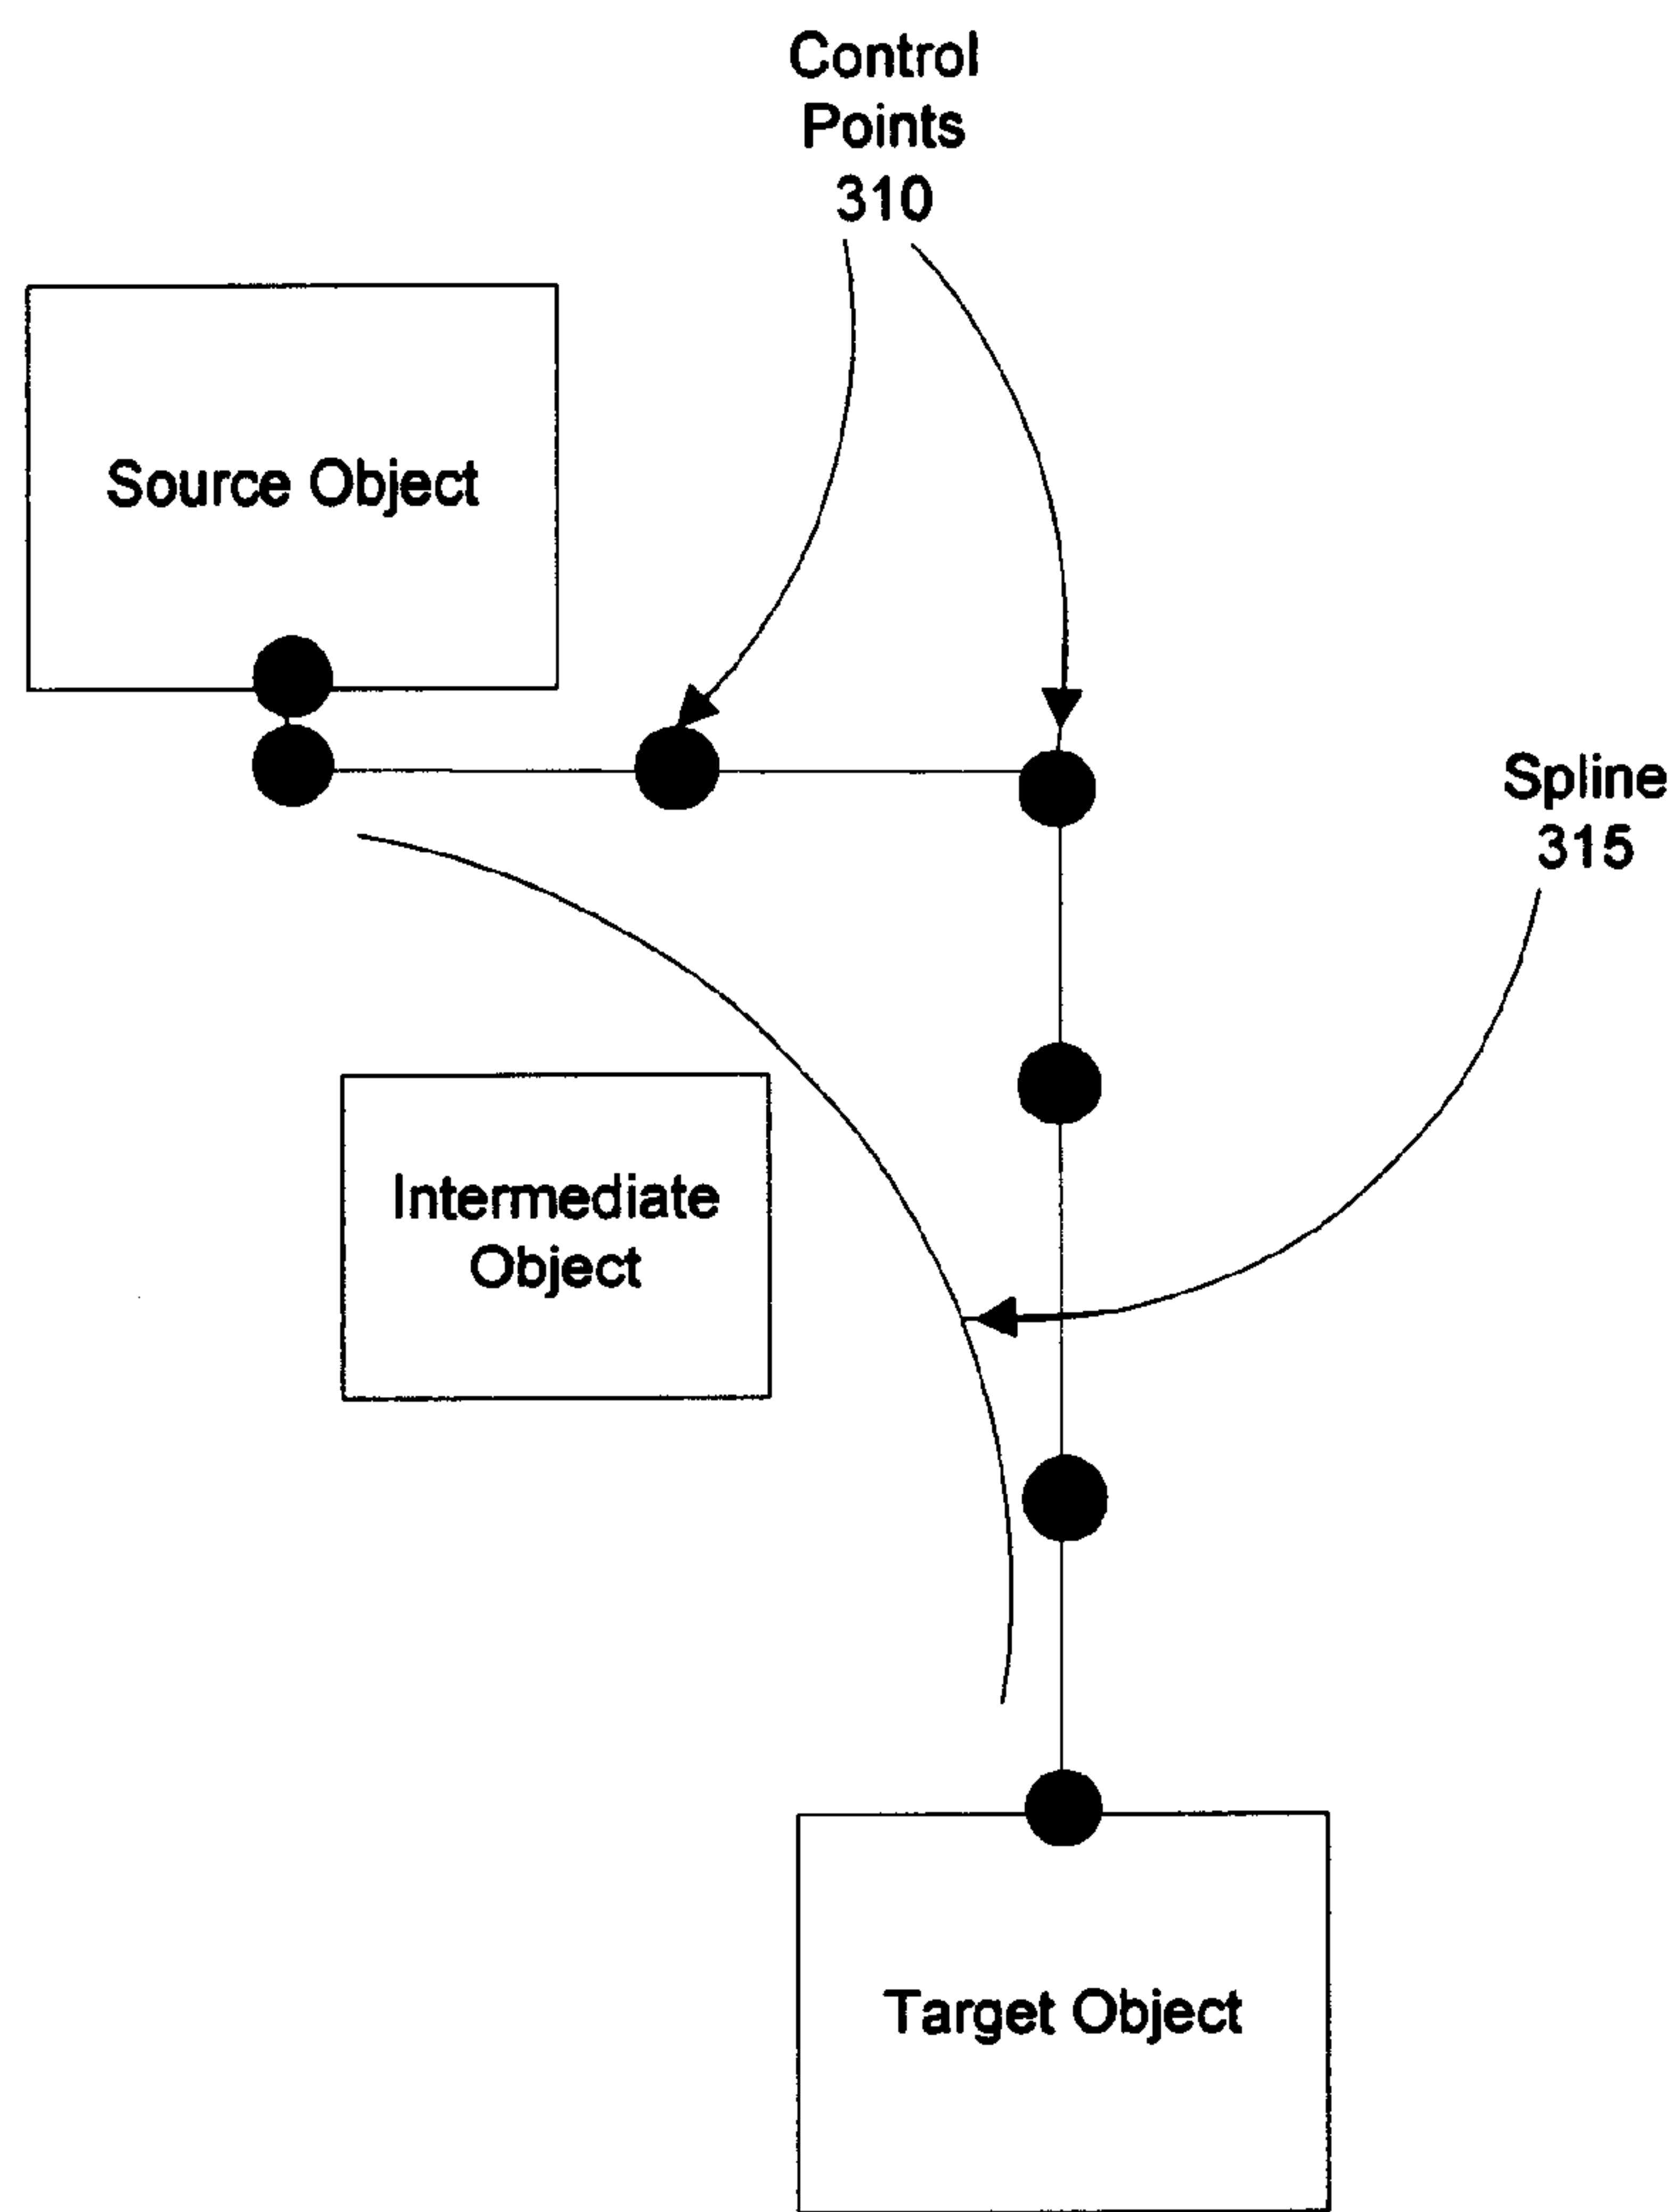 Control
Points
310
Source Object
Spline
315
Intermediate
Object
Target Object